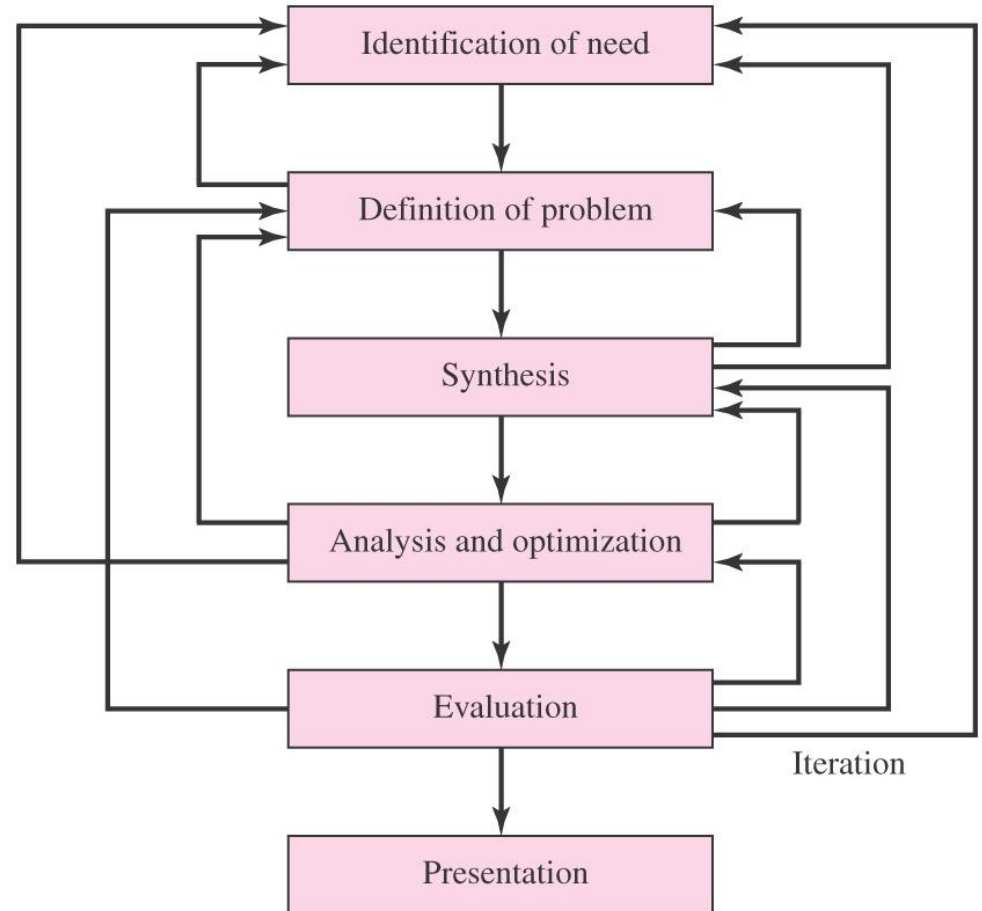 Identification of need
Definition of problem
Synthesis
Analysis and optimization
Evaluation
Iteration
Presentation